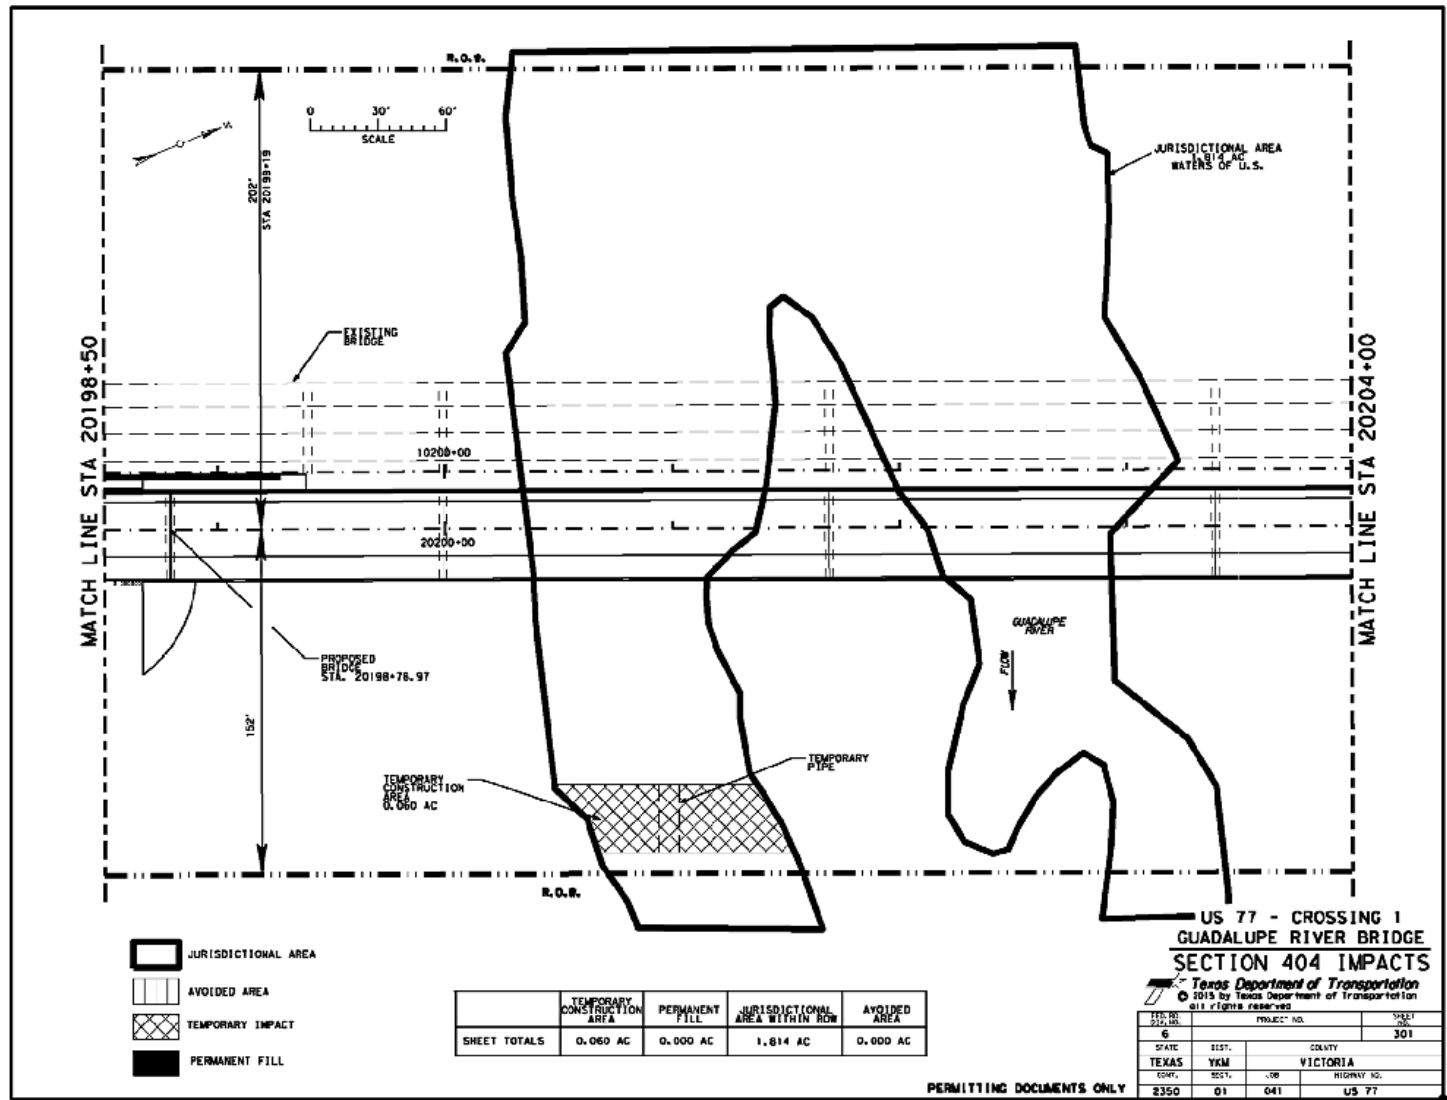 R.O.W.
0 30' 60'
SCALE
202'
STA 20199+19
JURISDICTIONAL AREA
1.814 AC
WATERS OF U.S.
EXISTING
BRIDGE
MATCH LINE STA 20198+50
MATCH LINE STA 20204+00
10200+00
20200+00
PROPOSED
BRIDGE
STA. 20198+78.97
GUADALUPE
RIVER
FLOW
152'
TEMPORARY
PIPE
TEMPORARY
CONSTRUCTION
AREA
0.060 AC
R.O.W.
US 77 - CROSSING 1
GUADALUPE RIVER BRIDGE
SECTION 404 IMPACTS
Texas Department of Transportation
© 2015 by Texas Department of Transportation
all rights reserved
JURISDICTIONAL AREA
AVOIDED AREA
TEMPORARY IMPACT
PERMANENT FILL
TEMPORARY CONSTRUCTION AREA PERMANENT FILL JURISDICTIONAL AREA WITHIN ROW AVOIDED AREA
SHEET TOTALS 0.060 AC 0.000 AC 1.814 AC 0.000 AC
FED. RD. DIV. NO. PROJECT NO. SHEET NO.
6 301
STATE DIST. COUNTY
TEXAS YKM VICTORIA
CONT. SECT. JOB HIGHWAY NO.
2350 01 041 US 77
PERMITTING DOCUMENTS ONLY